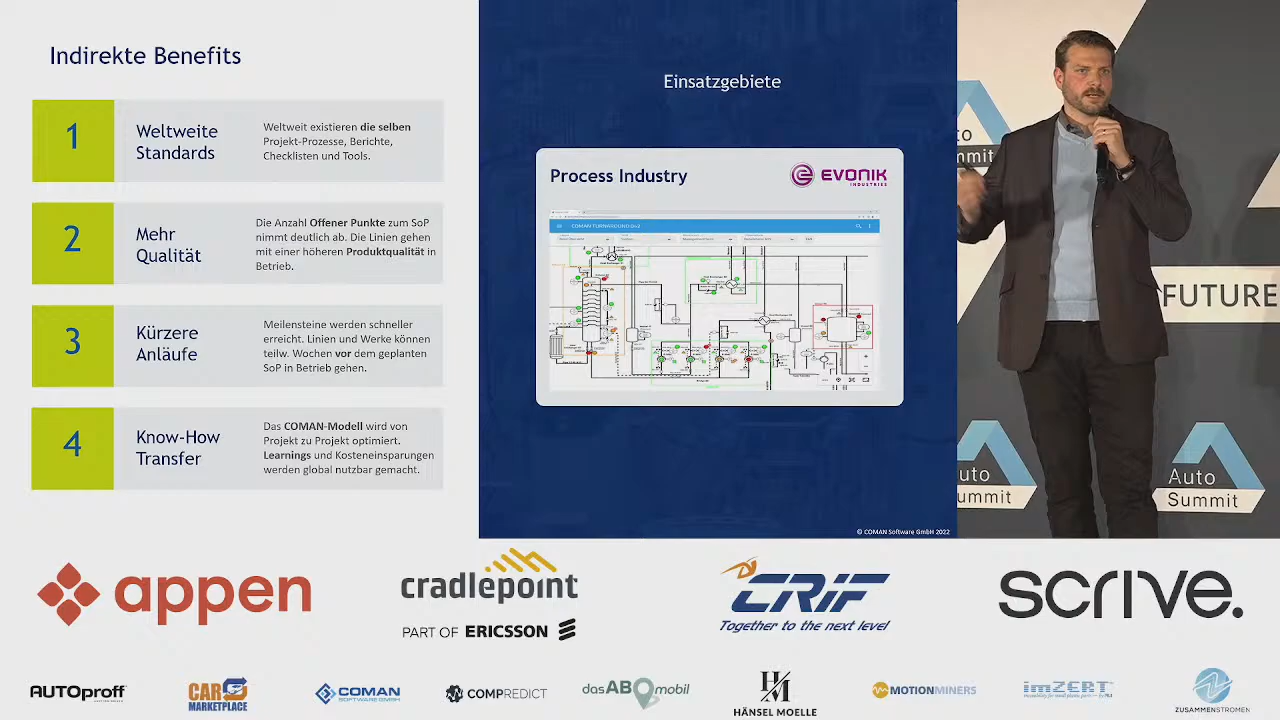 Indirekte Benefits
1
Weltweite
Standards
Weltweit existieren die selben
Projekt-Prozesse, Berichte,
Checklisten und Tools.
2
Mehr
Qualität
Die Anzahl Offener Punkte zum SoP
nimmt deutlich ab. Die Linien gehen
mit einer höheren Produktqualität in
Betrieb.
3
Kürzere
Anläufe
Meilensteine werden schneller
erreicht. Linien und Werke können
teilw. Wochen vor dem geplanten
SoP in Betrieb gehen.
4
Know-How
Transfer
Das COMAN-Modell wird von
Projekt zu Projekt optimiert.
Learnings und Kosteneinsparungen
werden global nutzbar gemacht.
Einsatzgebiete
Process Industry
EVONIK
INDUSTRIES
COMAN TURNAROUND
© COMAN Software GmbH 2022
FUTURE
Auto
Summit
appen
cradlepoint
PART OF ERICSSON
CRIF
Together to the next level
scrive.
AUTOproff
CAR
MARKETPLACE
COMAN
SOFTWARE GMBH
COMPREDICT
dasABomobil
HM
HÄNSEL MOELLE
MOTIONMINERS
imZERT
ZUSAMMENSTROMEN